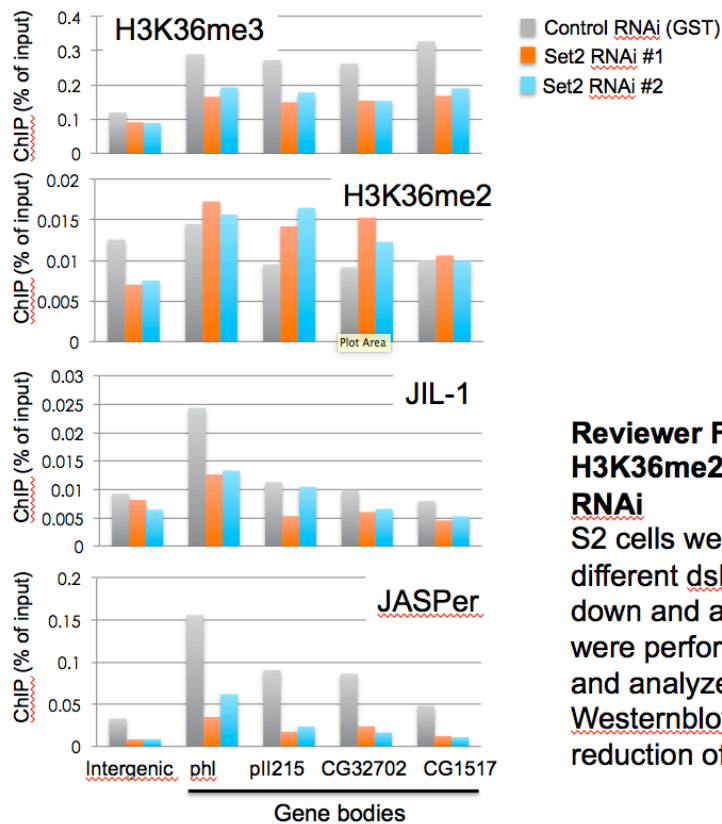 H3K36me3
ChIP (% of input)
0.4
0.3
0.2
0.1
0
Control RNAi (GST)
Set2 RNAi #1
Set2 RNAi #2
H3K36me2
ChIP (% of input)
0.02
0.015
0.01
0.005
0
Plot Area
JIL-1
ChIP (% of input)
0.03
0.025
0.02
0.015
0.01
0.005
0
JASPer
ChIP (% of input)
0.2
0.15
0.1
0.05
0
Intergenic phl pII215 CG32702 CG1517
Gene bodies
Reviewer
H3K36me2
RNAi
S2 cells we
different
down and a
were perfor
and analyze
Westernblo
reduction of